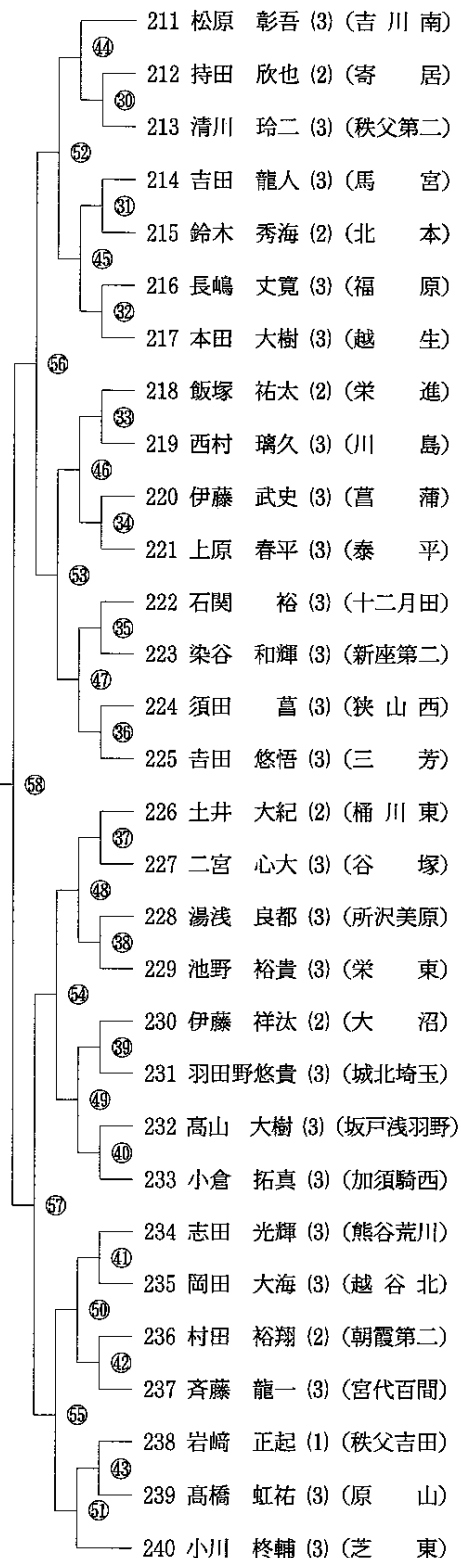 211 松原 彰吾 (3) (吉川南)
㊹
212 持田 欣也 (2) (寄居)
㉚
213 清川 玲二 (3) (秩父第二)
52
214 吉田 龍人 (3) (馬宮)
㉛
215 鈴木 秀海 (2) (北本)
㊺
216 長嶋 丈寛 (3) (福原)
㉜
217 本田 大樹 (3) (越生)
56
218 飯塚 祐太 (2) (栄進)
㉝
219 西村 璃久 (3) (川島)
㊻
220 伊藤 武史 (3) (菖蒲)
㉞
221 上原 春平 (3) (泰平)
53
222 石関 裕 (3) (十二月田)
㉟
223 染谷 和輝 (3) (新座第二)
㊼
224 須田 菖 (3) (狭山西)
㊱
225 吉田 悠悟 (3) (三芳)
58
226 土井 大紀 (2) (桶川東)
㊲
227 二宮 心大 (3) (谷塚)
㊽
228 湯浅 良都 (3) (所沢美原)
㊳
229 池野 裕貴 (3) (栄東)
54
230 伊藤 祥汰 (2) (大沼)
㊴
231 羽田野悠貴 (3) (城北埼玉)
㊾
232 髙山 大樹 (3) (坂戸浅羽野)
㊵
233 小倉 拓真 (3) (加須騎西)
57
234 志田 光輝 (3) (熊谷荒川)
㊶
235 岡田 大海 (3) (越谷北)
㊿
236 村田 裕翔 (2) (朝霞第二)
㊷
237 斉藤 龍一 (3) (宮代百間)
55
238 岩﨑 正起 (1) (秩父吉田)
㊸
239 髙橋 虹祐 (3) (原山)
51
240 小川 柊輔 (3) (芝東)